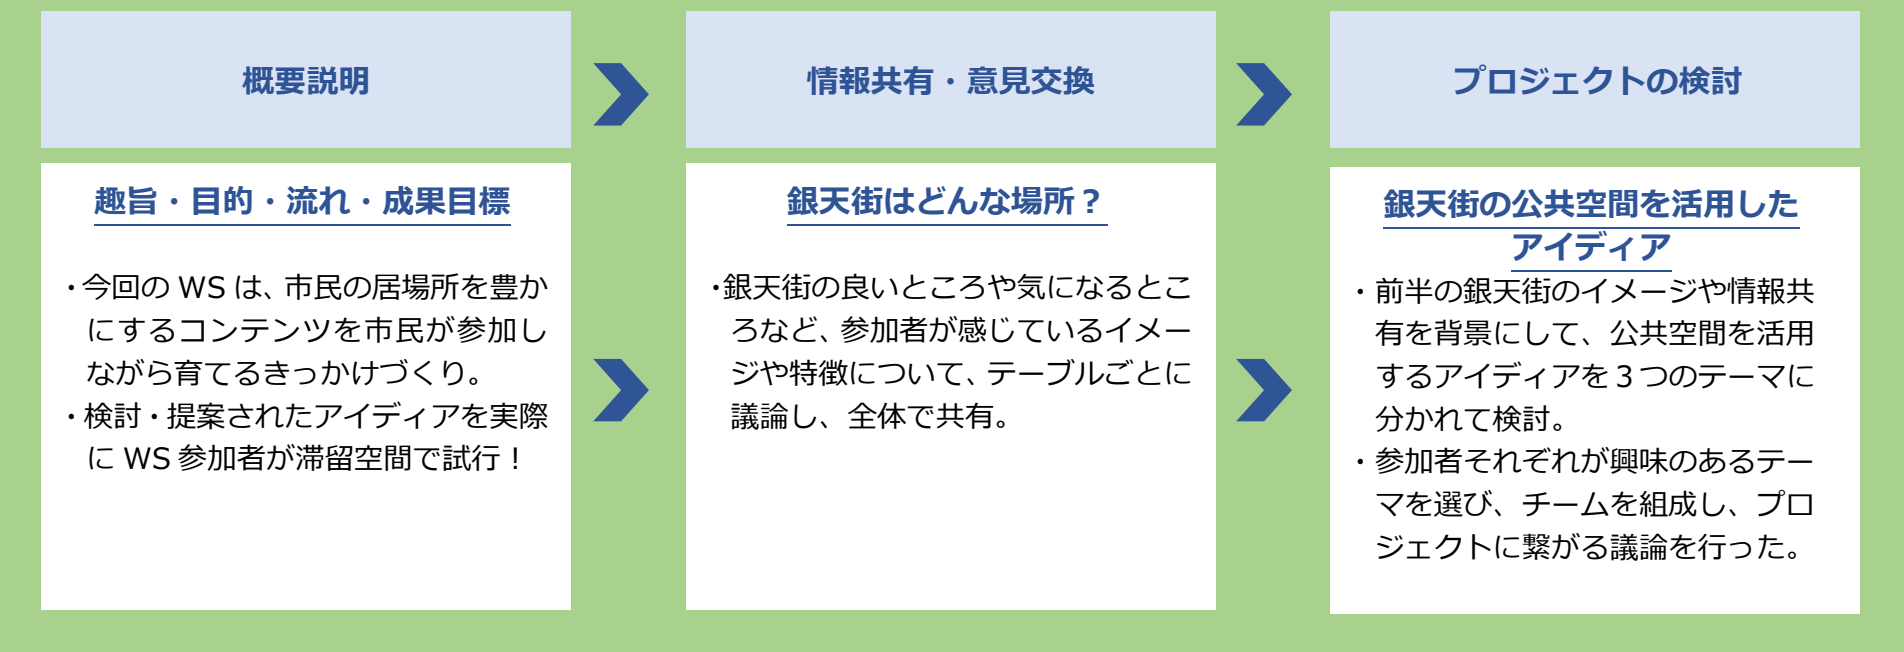 概要説明
情報共有・意見交換
プロジェクトの検討
趣旨・目的・流れ・成果目標
・今回の WS は、市民の居場所を豊か
にするコンテンツを市民が参加し
ながら育てるきっかけづくり。
・検討・提案されたアイディアを実際
に WS 参加者が滞留空間で試行！
銀天街はどんな場所？
・銀天街の良いところや気になるとこ
ろなど、参加者が感じているイメー
ジや特徴について、テーブルごとに
議論し、全体で共有。
銀天街の公共空間を活用した
アイディア
・前半の銀天街のイメージや情報共
有を背景にして、公共空間を活用
するアイディアを３つのテーマに
分かれて検討。
・参加者それぞれが興味のあるテー
マを選び、チームを組成し、プロ
ジェクトに繋がる議論を行った。